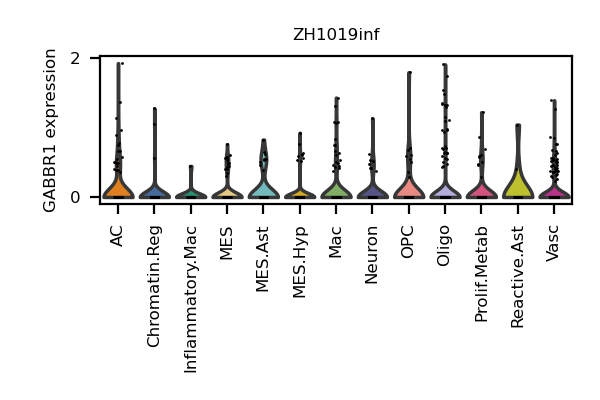 ZH1019inf
GABBR1 expression
2
0
AC
Chromatin.Reg
Inflammatory.Mac
MES
MES.Ast
MES.Hyp
Mac
Neuron
OPC
Oligo
Prolif.Metab
Reactive.Ast
Vasc